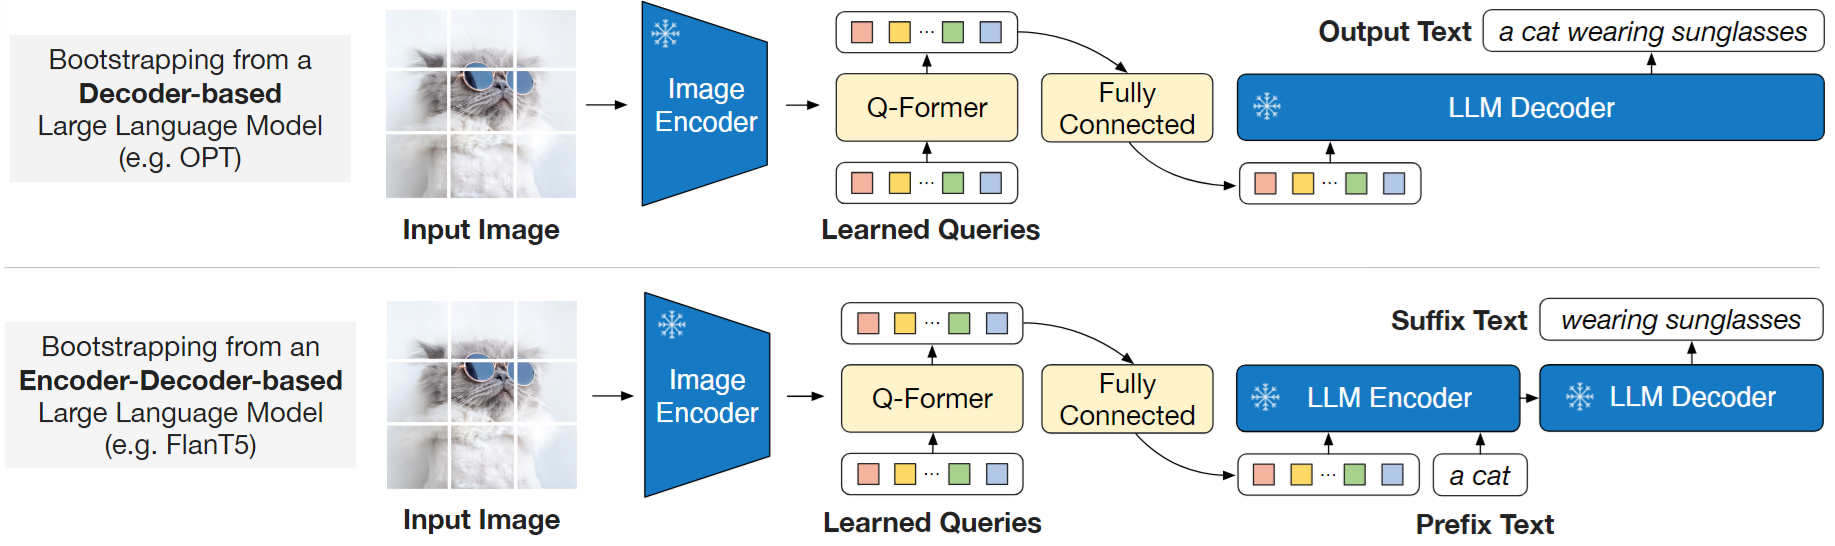 Bootstrapping from a
Decoder-based
Large Language Model
(e.g. OPT)
Input Image
Image
Encoder
Q-Former
Learned Queries
Fully
Connected
Output Text
a cat wearing sunglasses
LLM Decoder
Bootstrapping from an
Encoder-Decoder-based
Large Language Model
(e.g. FlanT5)
Input Image
Image
Encoder
Q-Former
Learned Queries
Fully
Connected
Suffix Text
wearing sunglasses
LLM Encoder
LLM Decoder
a cat
Prefix Text